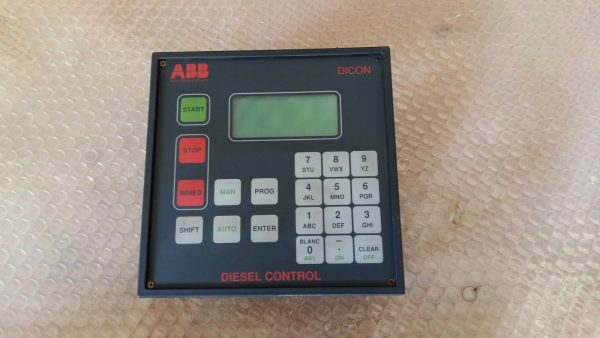 ABB
DICON
START
STOP
IMMED
MAN
PROG
SHIFT
AUTO
ENTER
7
STU
8
VWX
9
YZ
4
JKL
5
MNO
6
PQR
1
ABC
2
DEF
3
GHI
BLANC
0
ASV
—
·
ON
CLEAR
OFF
DIESEL CONTROL